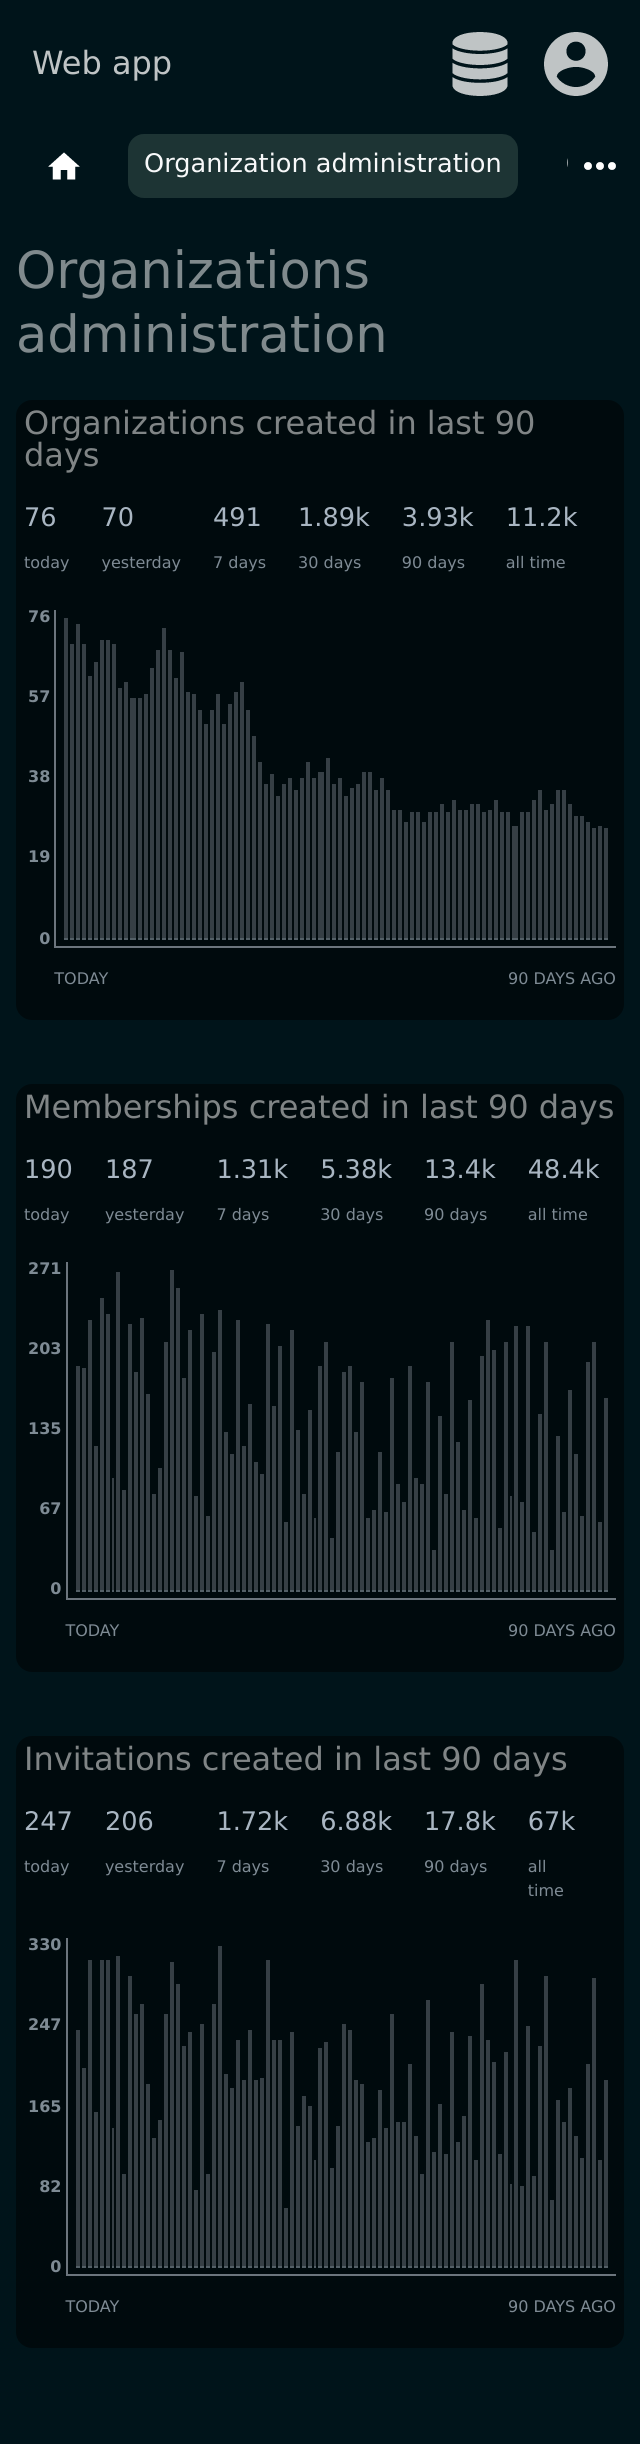 Web app
Organization administration
Organizations
administration
Organizations created in last 90
days
76 70 491 1.89k 3.93k 11.2k
today yesterday 7 days 30 days 90 days all time
76
57
38
19
0
TODAY 90 DAYS AGO
Memberships created in last 90 days
190 187 1.31k 5.38k 13.4k 48.4k
today yesterday 7 days 30 days 90 days all time
271
203
135
67
0
TODAY 90 DAYS AGO
Invitations created in last 90 days
247 206 1.72k 6.88k 17.8k 67k
today yesterday 7 days 30 days 90 days all
time
330
247
165
82
0
TODAY 90 DAYS AGO